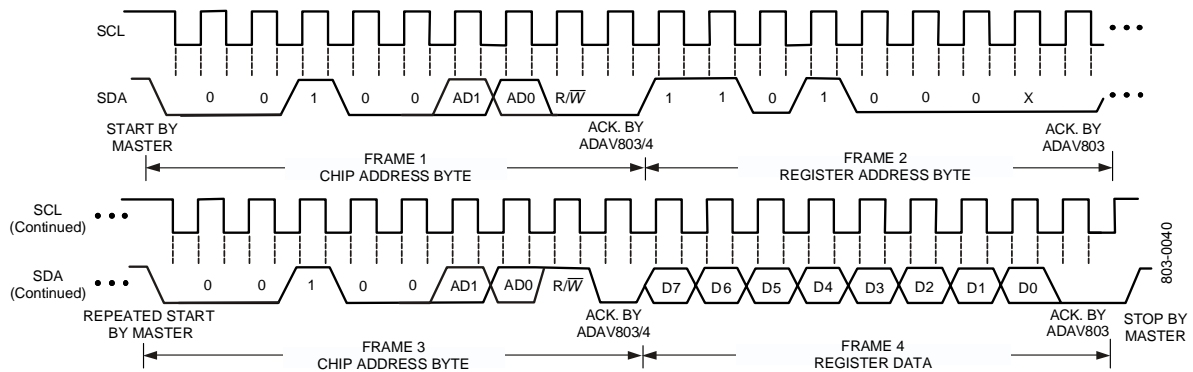 SCL
SDA 0 0 1 0 0 AD1 AD0 R/W̅ 1 1 0 1 0 0 0 X
START BY
MASTER
ACK. BY
ADAV803/4
ACK. BY
ADAV803
FRAME 1
CHIP ADDRESS BYTE
FRAME 2
REGISTER ADDRESS BYTE
SCL
(Continued)
SDA
(Continued)
0 0 1 0 0 AD1 AD0 R/W̅ D7 D6 D5 D4 D3 D2 D1 D0
REPEATED START
BY MASTER
ACK. BY
ADAV803/4
ACK. BY
ADAV803
STOP BY
MASTER
FRAME 3
CHIP ADDRESS BYTE
FRAME 4
REGISTER DATA
803-0040